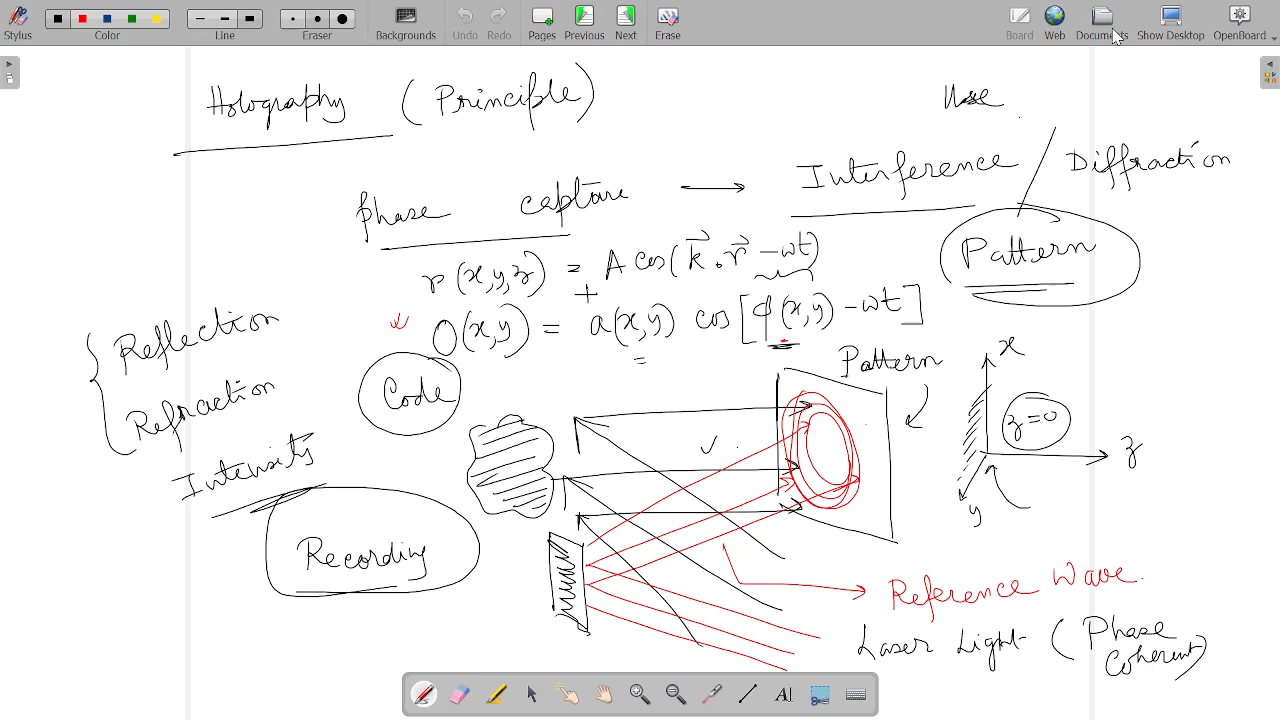 Stylus Color Line Eraser Backgrounds Undo Redo Pages Previous Next Erase Board Web Documents Show Desktop OpenBoard
Holography (Principle)
Use
phase capture → Interference / Diffraction
Pattern
r(x,y,z) = A cos(k⃗ . r⃗ - wt)
+
O(x,y) = a(x,y) cos[φ(x,y) - wt]
Reflection
Refraction
Intensity
Code
Pattern
x
z=0
z
y
Recording
Reference Wave
Laser Light (Phase
Coherent)